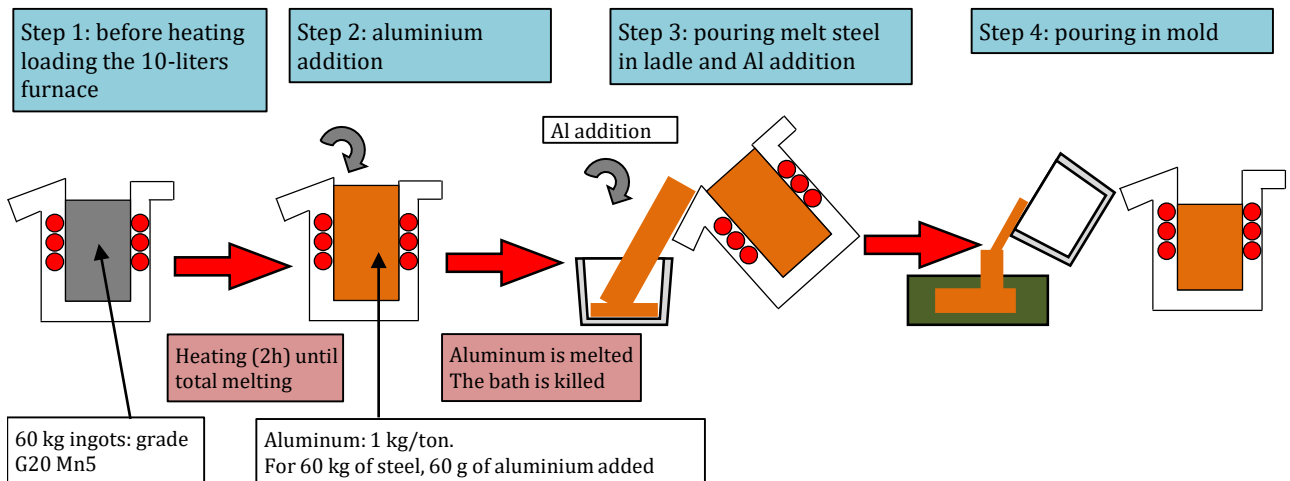 Step 1: before heating
loading the 10-liters
furnace
Step 2: aluminium
addition
Step 3: pouring melt steel
in ladle and Al addition
Step 4: pouring in mold
Al addition
Heating (2h) until
total melting
Aluminum is melted
The bath is killed
60 kg ingots: grade
G20 Mn5
Aluminum: 1 kg/ton.
For 60 kg of steel, 60 g of aluminium added